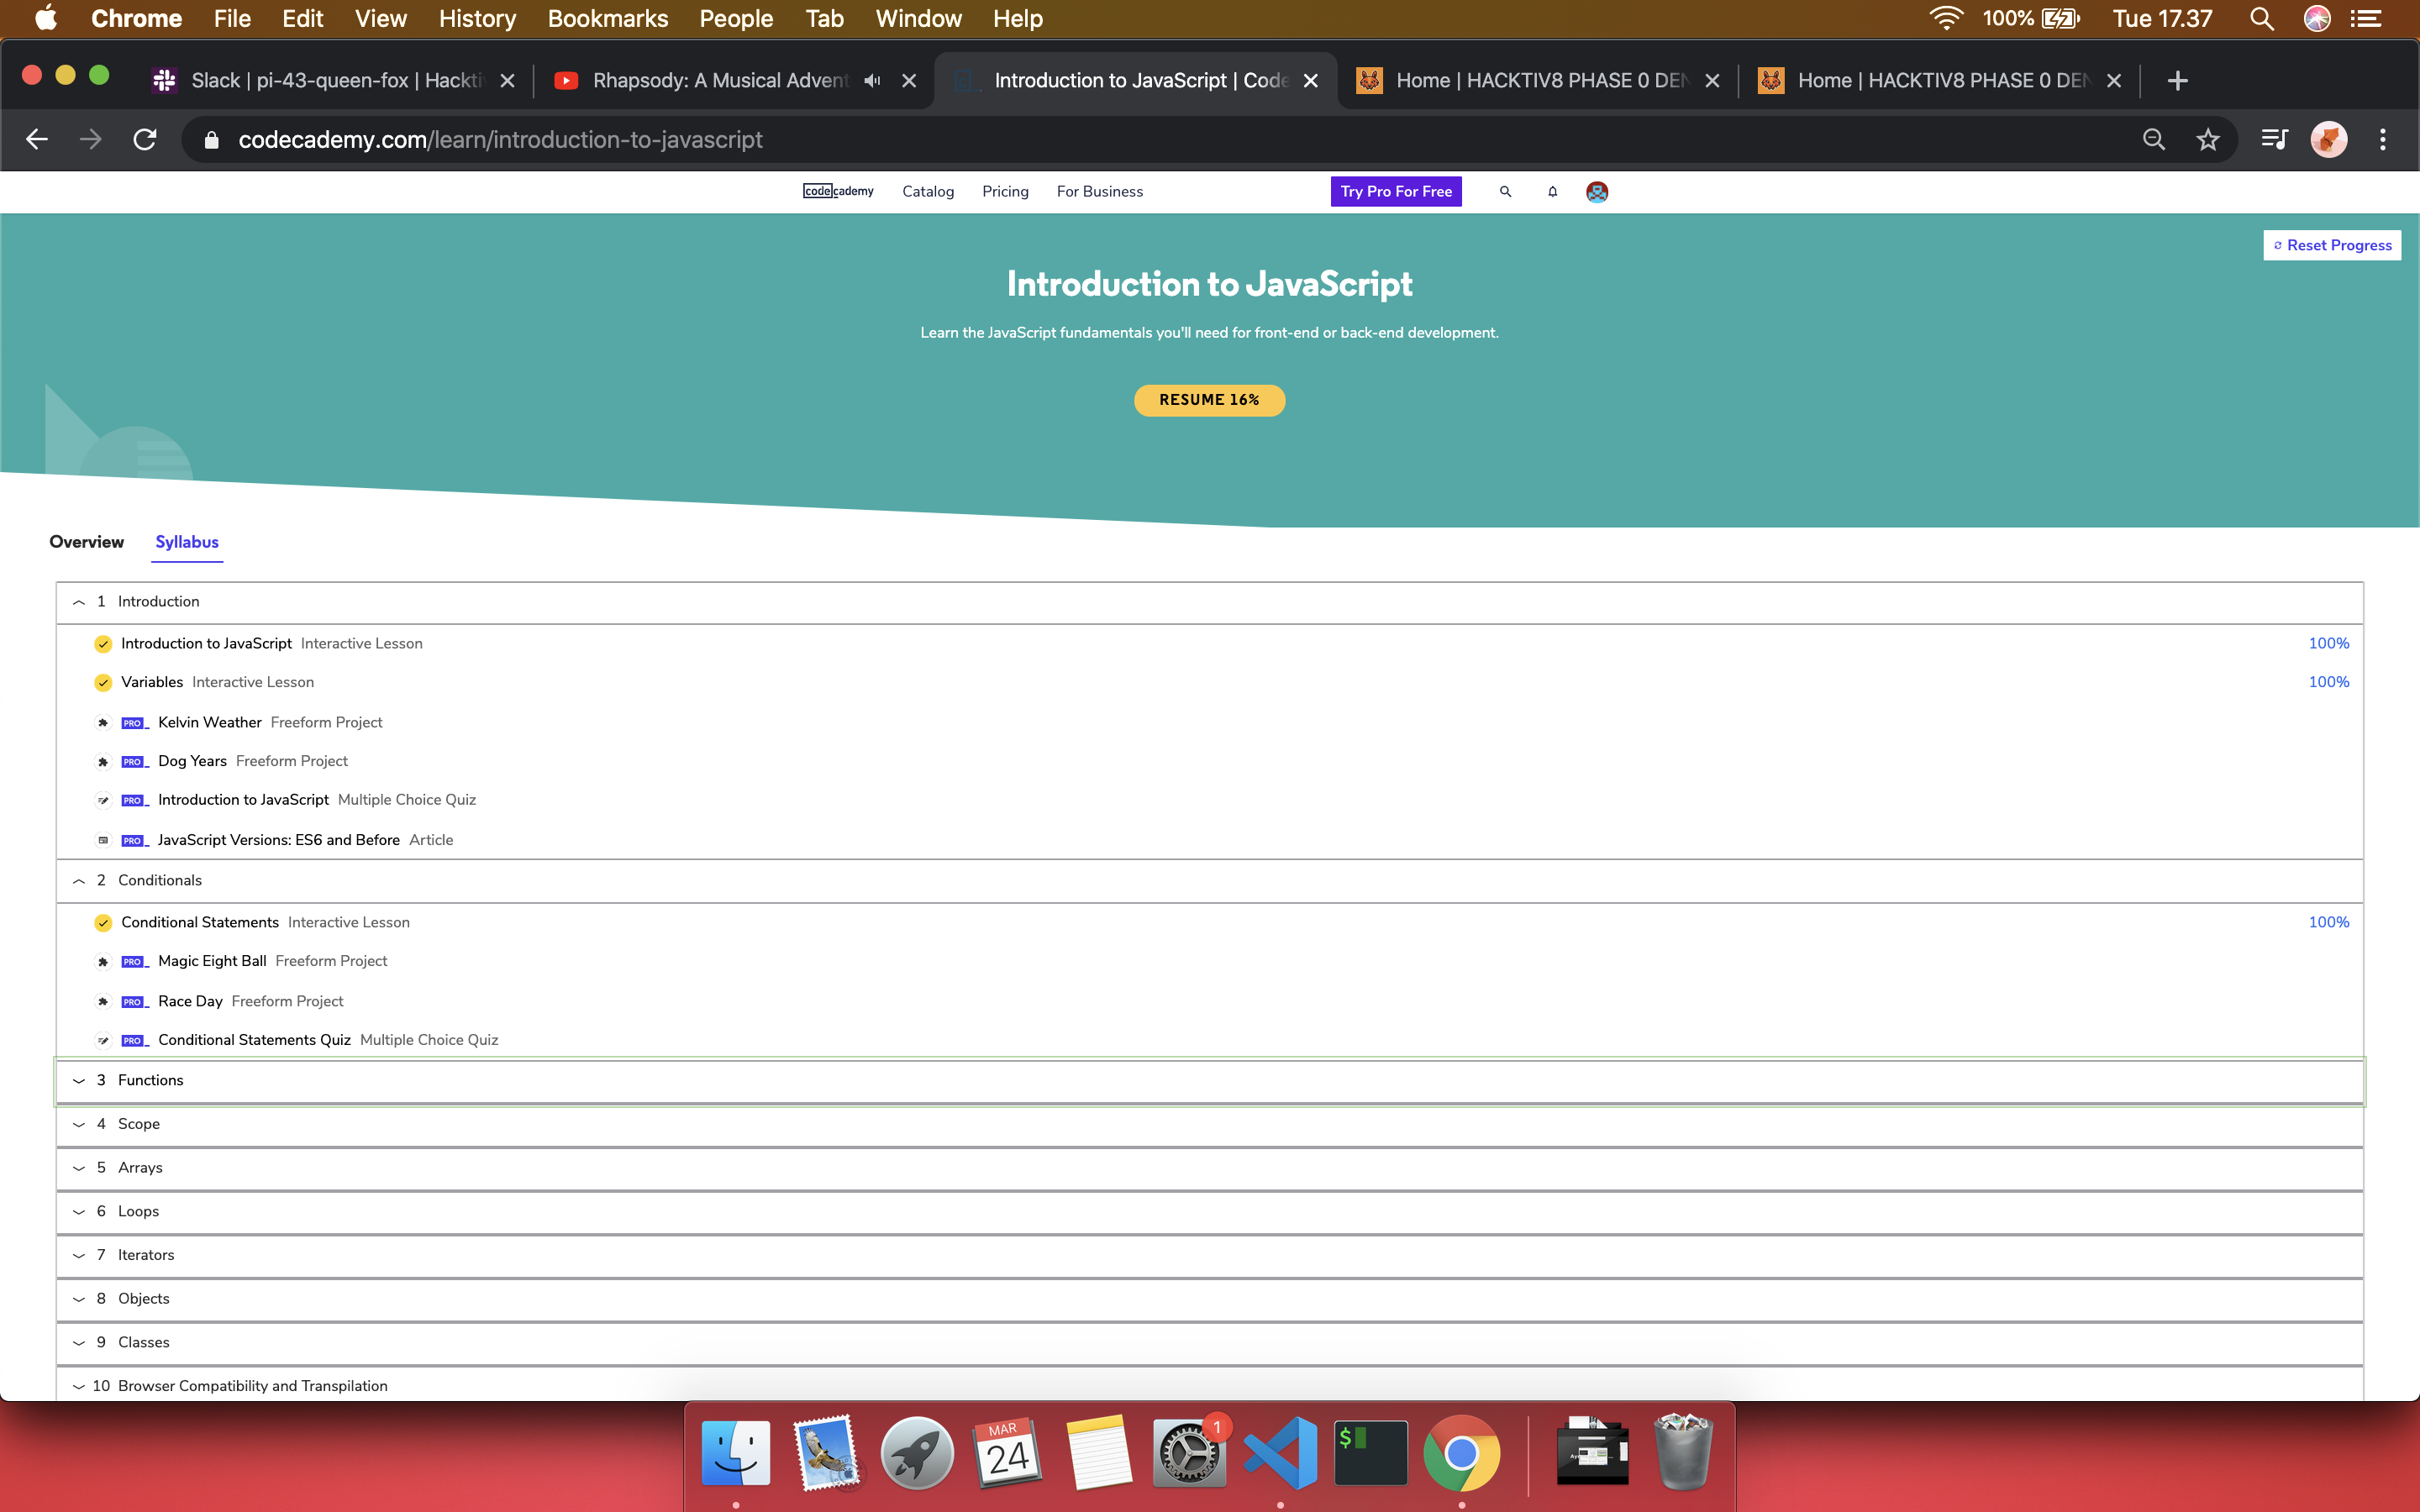 Chrome File Edit View History Bookmarks People Tab Window Help 100% Tue 17.37
Slack | pi-43-queen-fox | Hackti Rhapsody: A Musical Advent Introduction to JavaScript | Code Home | HACKTIV8 PHASE 0 DEN Home | HACKTIV8 PHASE 0 DEN
codecademy.com/learn/introduction-to-javascript
codecademy Catalog Pricing For Business Try Pro For Free
Reset Progress
Introduction to JavaScript
Learn the JavaScript fundamentals you'll need for front-end or back-end development.
RESUME 16%
Overview Syllabus
1 Introduction
Introduction to JavaScript Interactive Lesson 100%
Variables Interactive Lesson 100%
PRO Kelvin Weather Freeform Project
PRO Dog Years Freeform Project
PRO Introduction to JavaScript Multiple Choice Quiz
PRO JavaScript Versions: ES6 and Before Article
2 Conditionals
Conditional Statements Interactive Lesson 100%
PRO Magic Eight Ball Freeform Project
PRO Race Day Freeform Project
PRO Conditional Statements Quiz Multiple Choice Quiz
3 Functions
4 Scope
5 Arrays
6 Loops
7 Iterators
8 Objects
9 Classes
10 Browser Compatibility and Transpilation
MAR
24
1
$